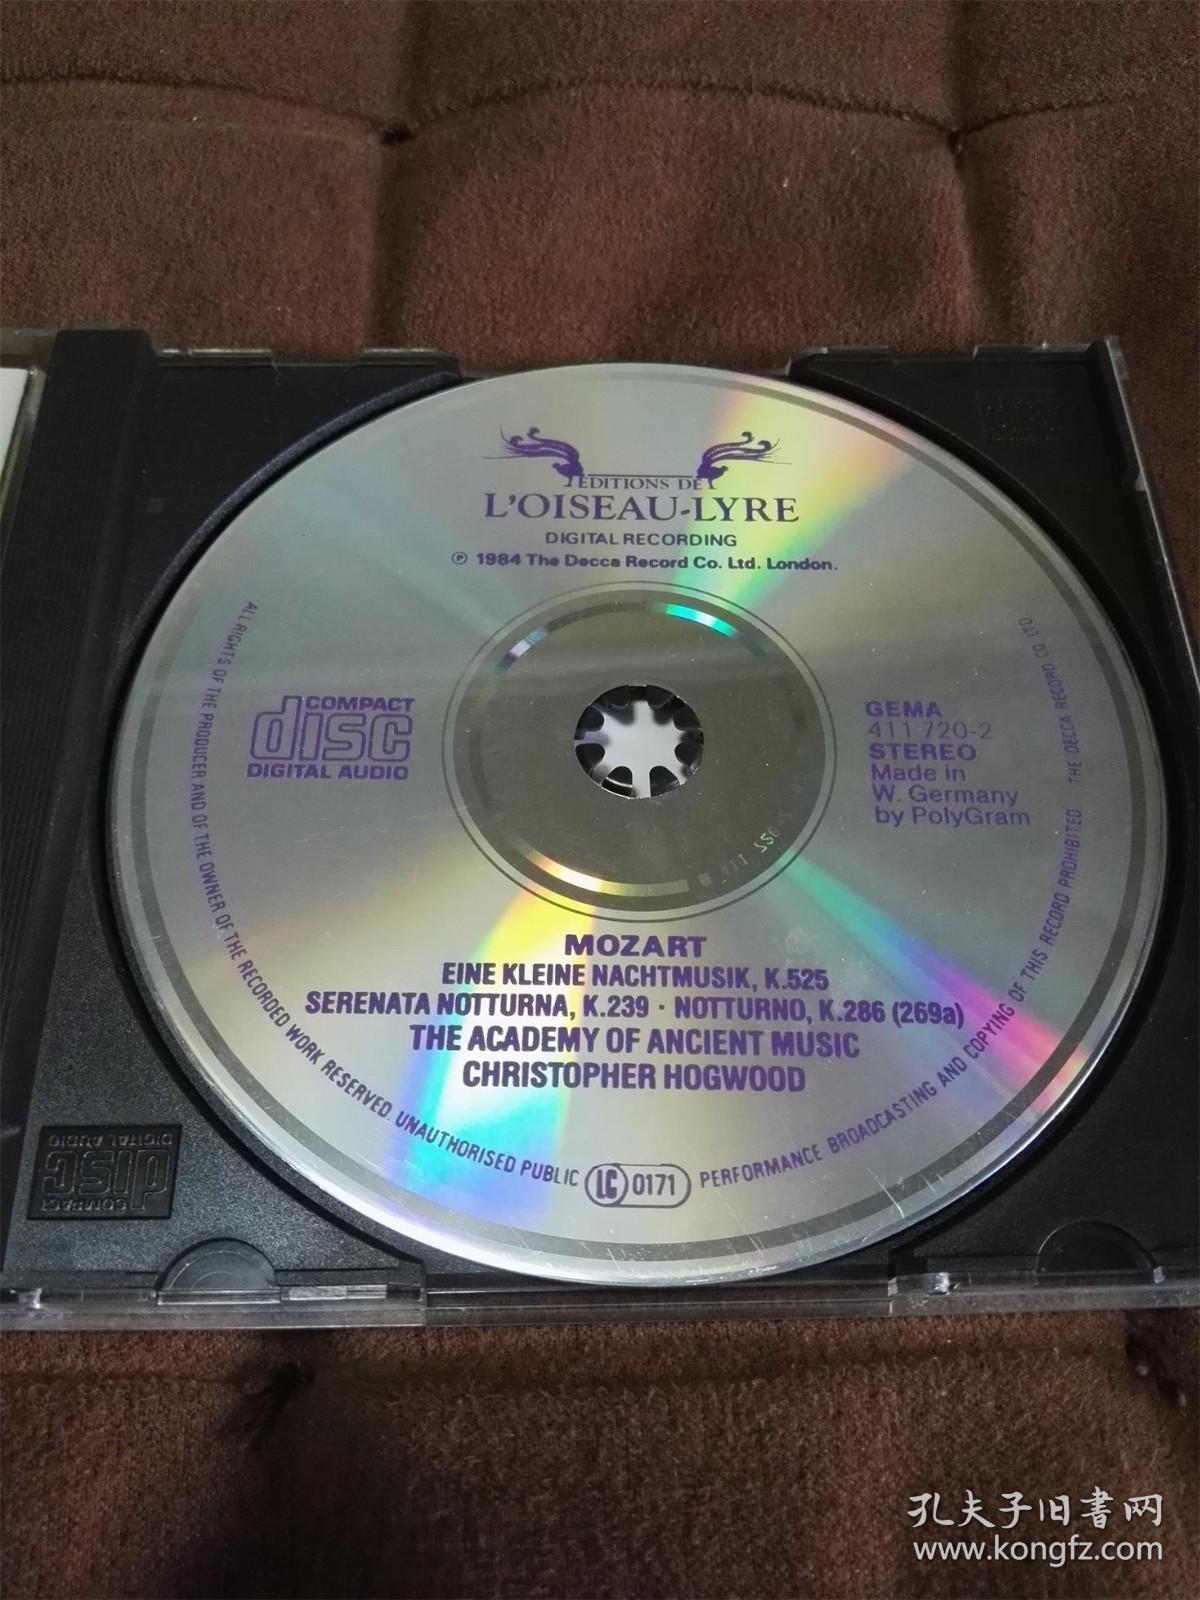 EDITIONS DE
L'OISEAU-LYRE
DIGITAL RECORDING
℗ 1984 The Decca Record Co. Ltd. London.
COMPACT
disc
DIGITAL AUDIO
GEMA
411 720-2
STEREO
Made in
W. Germany
by PolyGram
MOZART
EINE KLEINE NACHTMUSIK, K.525
SERENATA NOTTURNA, K.239 · NOTTURNO, K.286 (269a)
THE ACADEMY OF ANCIENT MUSIC
CHRISTOPHER HOGWOOD
ALL RIGHTS OF THE PRODUCER AND OF THE OWNER OF THE RECORDED WORK RESERVED. UNAUTHORISED PUBLIC
LC 0171
PERFORMANCE BROADCASTING AND COPYING OF THIS RECORD PROHIBITED THE DECCA RECORD CO LTD
COMPACT
disc
DIGITAL AUDIO
孔夫子旧书网
www.kongfz.com